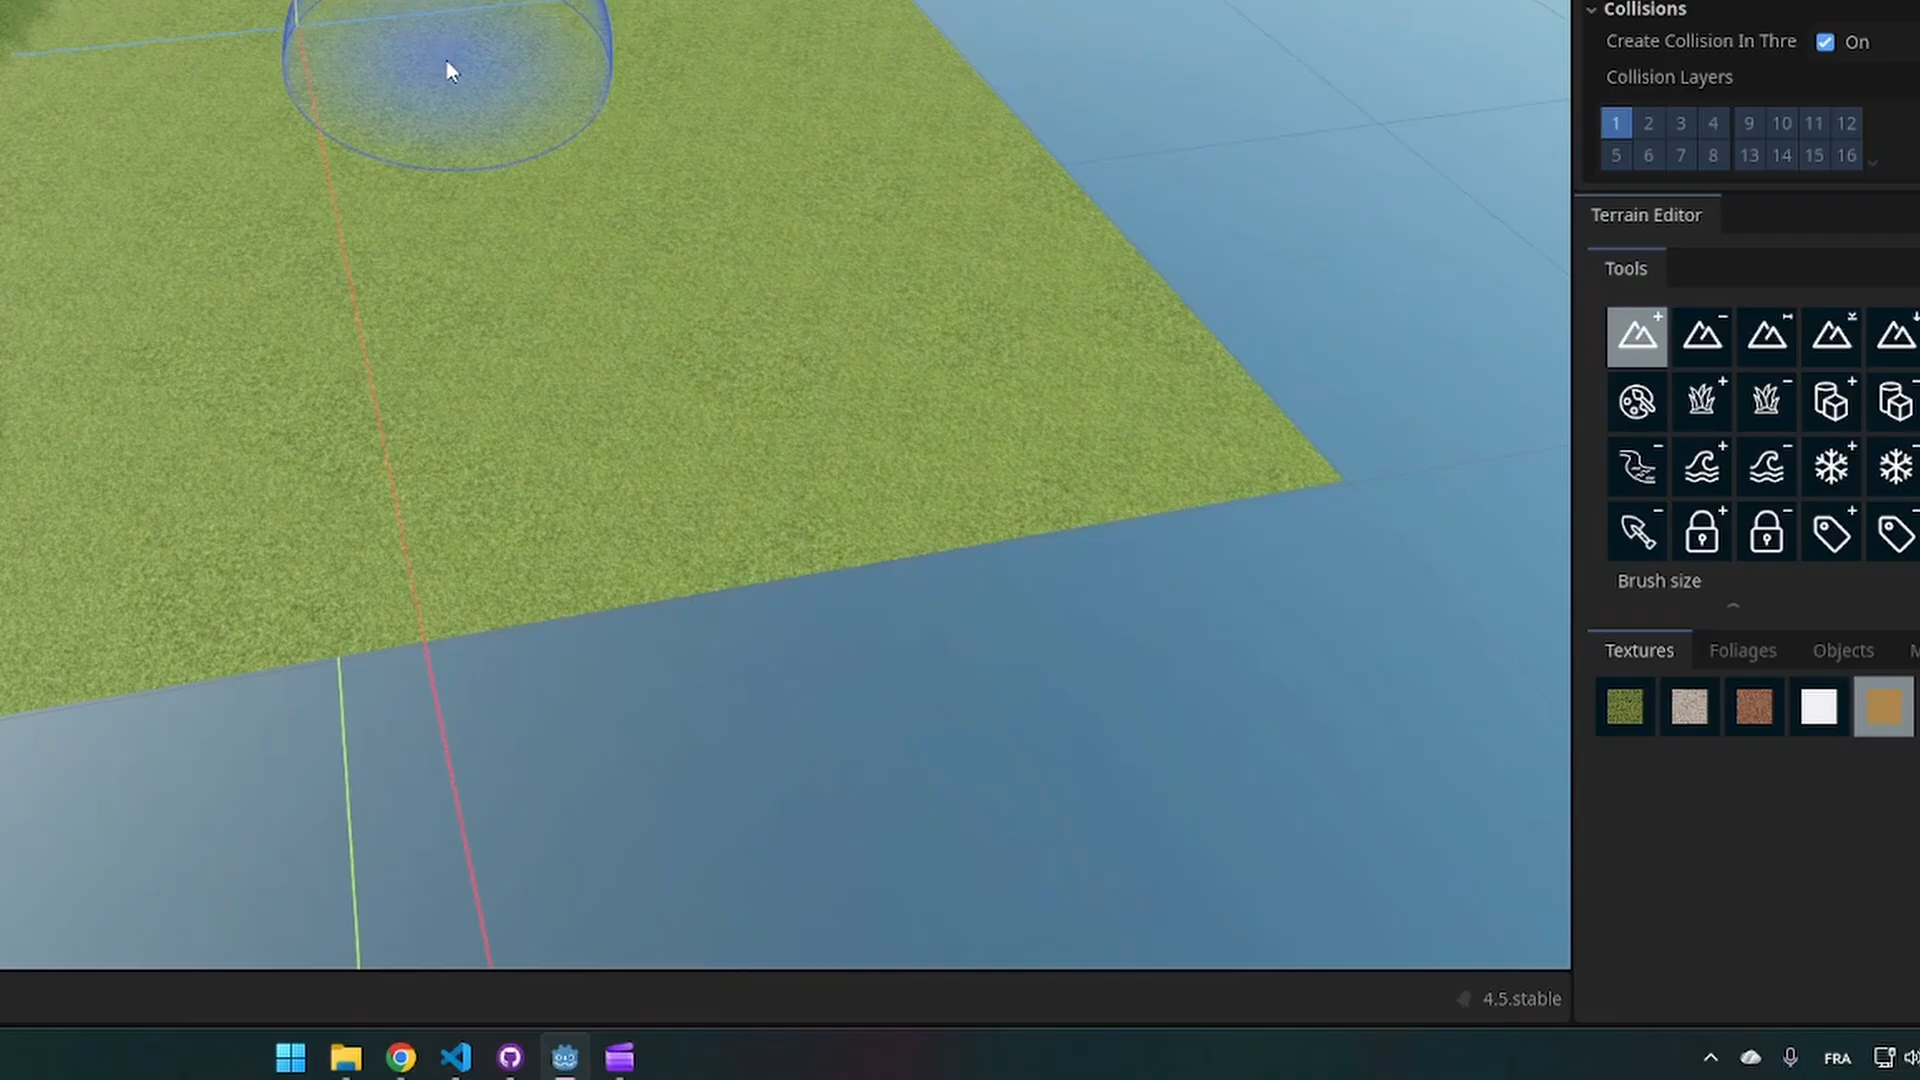 Collisions
Create Collision In Thre On
Collision Layers
1 2 3 4 9 10 11 12
5 6 7 8 13 14 15 16
Terrain Editor
Tools
Brush size
Textures Foliages Objects M
4.5.stable
FRA